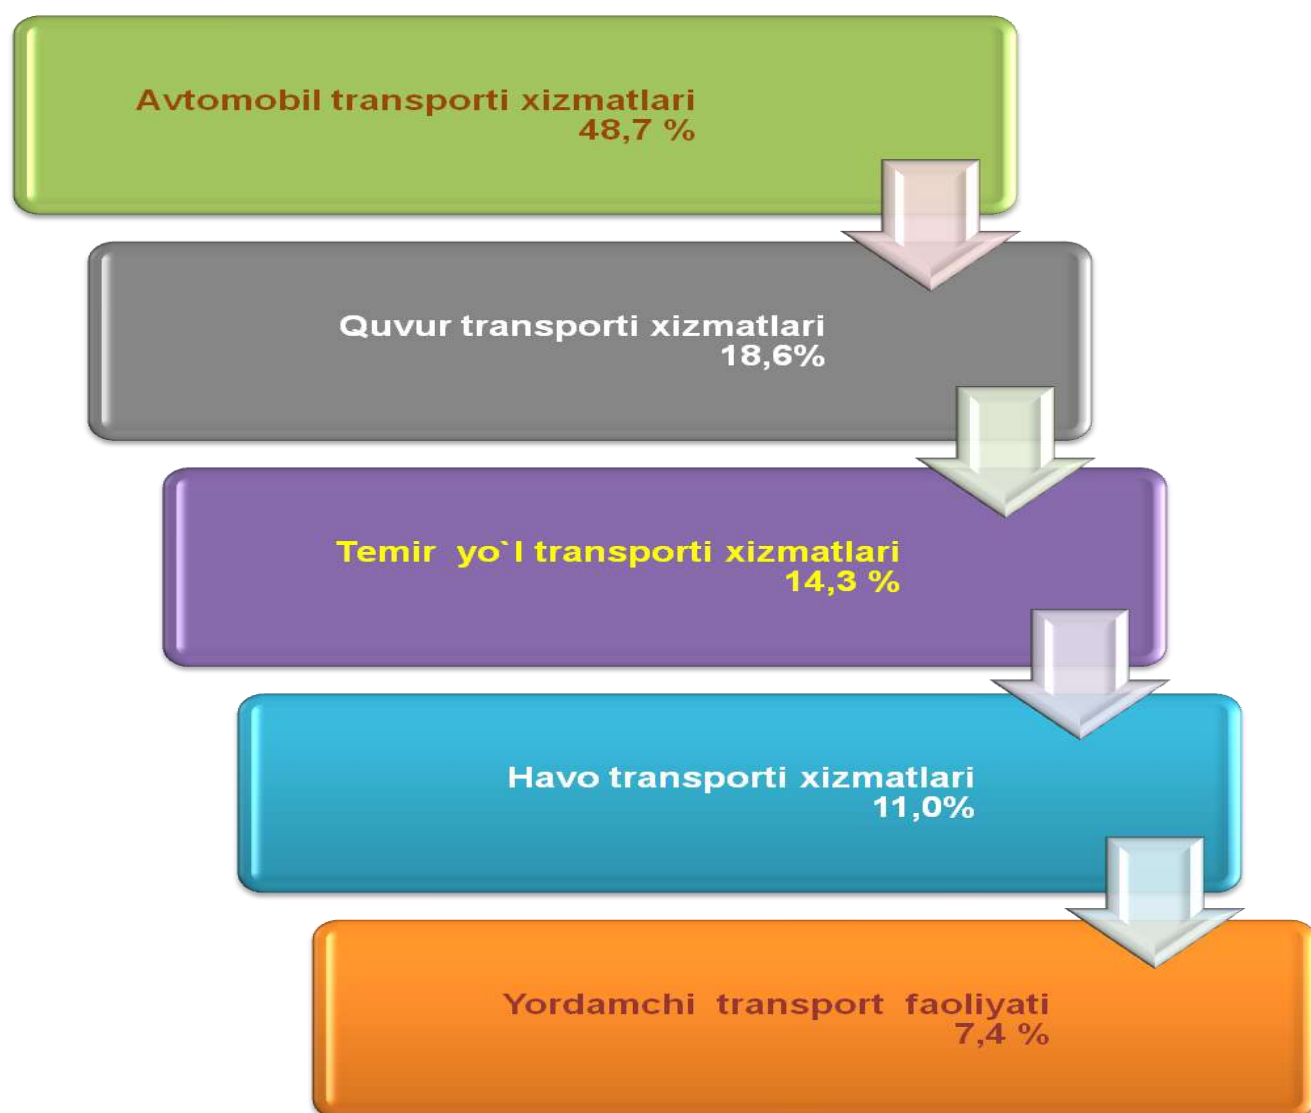 Avtomobil transporti xizmatlari
48,7 %
Quvur transporti xizmatlari
18,6%
Temir yo`l transporti xizmatlari
14,3 %
Havo transporti xizmatlari
11,0%
Yordamchi transport faoliyati
7,4 %